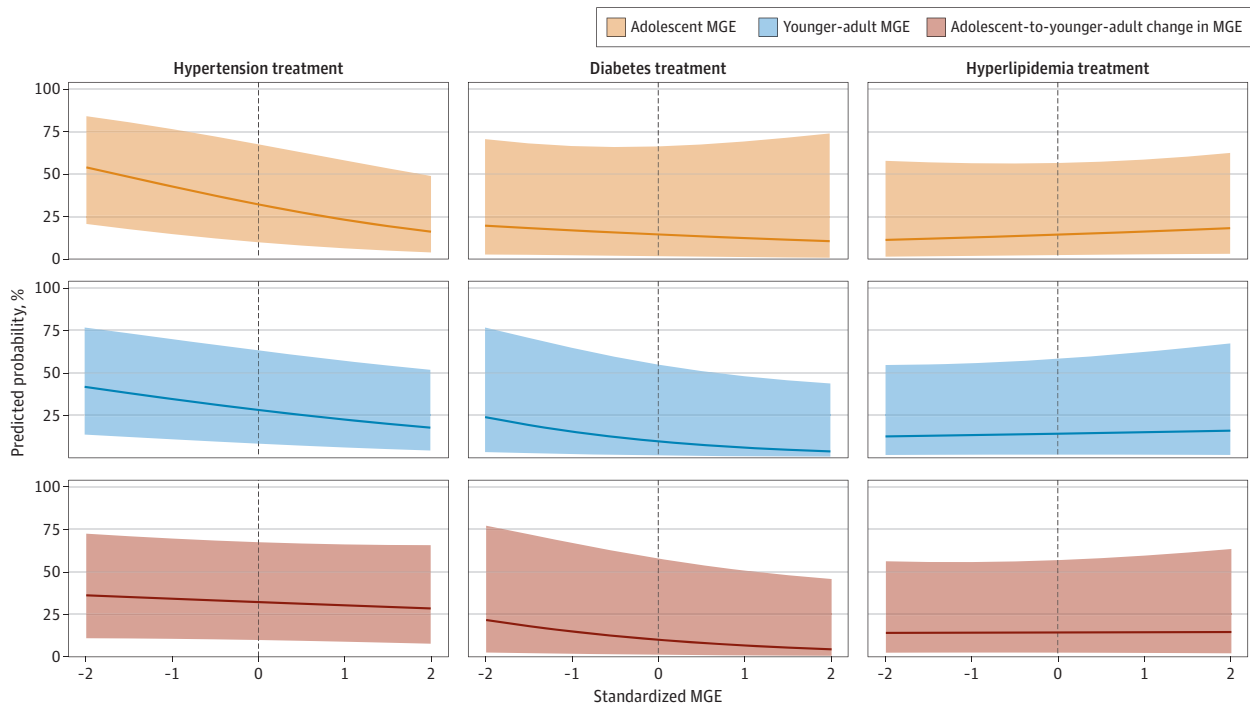 Adolescent MGE Younger-adult MGE Adolescent-to-younger-adult change in MGE
Hypertension treatment Diabetes treatment Hyperlipidemia treatment
Predicted probability, %
100
75
50
25
0
100
75
50
25
100
75
50
25
0
-2 -1 0 1 2 -2 -1 0 1 2 -2 -1 0 1 2
Standardized MGE